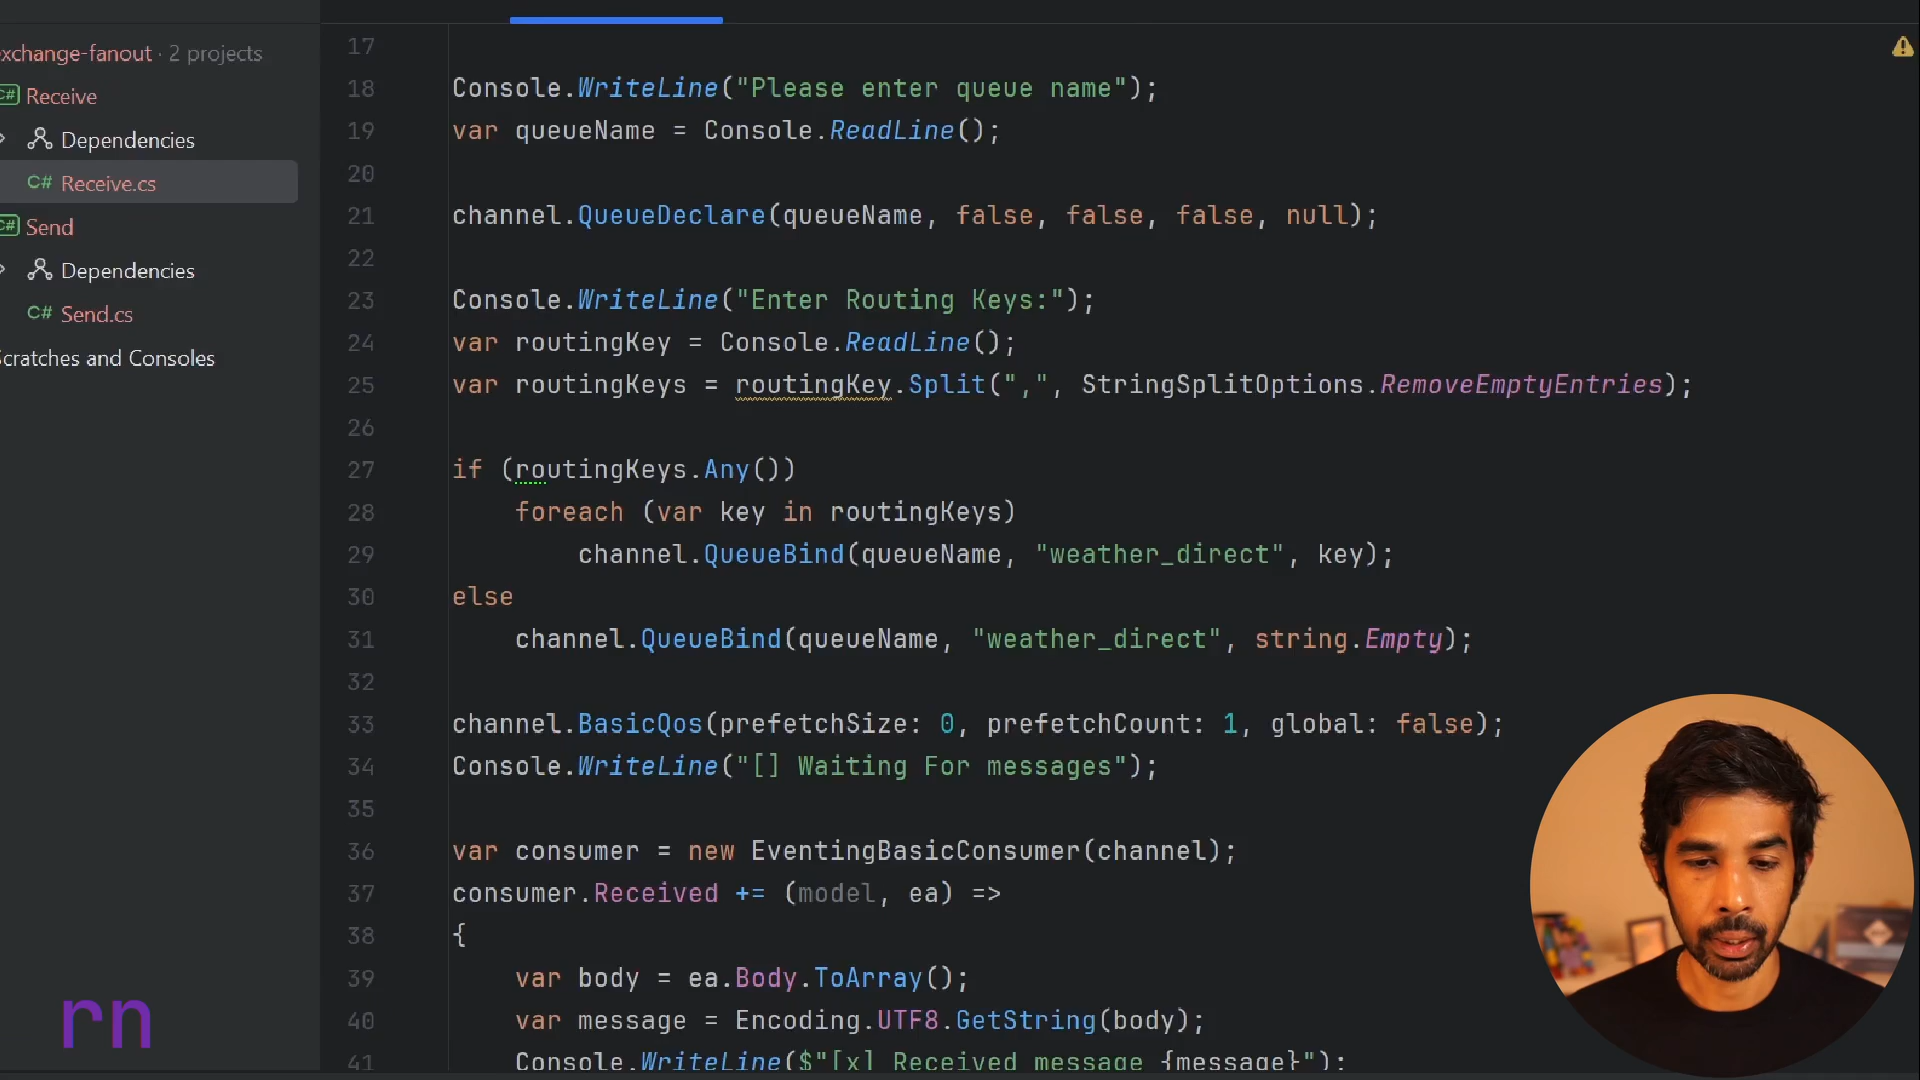 xchange-fanout · 2 projects
C# Receive
Dependencies
C# Receive.cs
C# Send
Dependencies
C# Send.cs
Scratches and Consoles
rn
17
18 Console.WriteLine("Please enter queue name");
19 var queueName = Console.ReadLine();
20
21 channel.QueueDeclare(queueName, false, false, false, null);
22
23 Console.WriteLine("Enter Routing Keys:");
24 var routingKey = Console.ReadLine();
25 var routingKeys = routingKey.Split(",", StringSplitOptions.RemoveEmptyEntries);
26
27 if (routingKeys.Any())
28 foreach (var key in routingKeys)
29 channel.QueueBind(queueName, "weather_direct", key);
30 else
31 channel.QueueBind(queueName, "weather_direct", string.Empty);
32
33 channel.BasicQos(prefetchSize: 0, prefetchCount: 1, global: false);
34 Console.WriteLine("[] Waiting For messages");
35
36 var consumer = new EventingBasicConsumer(channel);
37 consumer.Received += (model, ea) =>
38 {
39 var body = ea.Body.ToArray();
40 var message = Encoding.UTF8.GetString(body);
41 Console.WriteLine($"[x] Received message {message}");